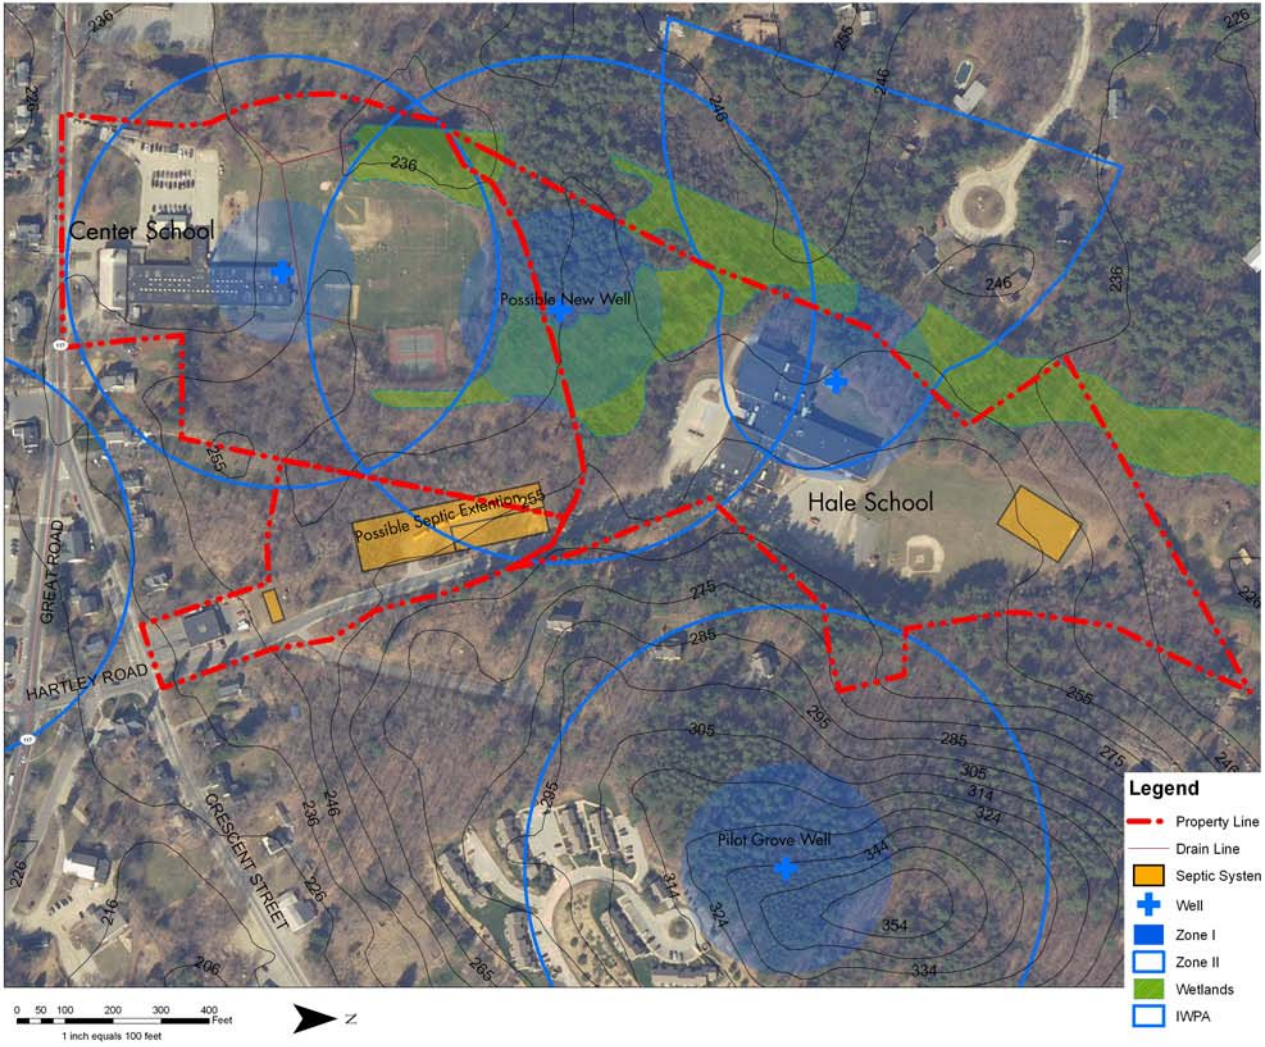 236
226
246
256
246
226
226
236
Center School
Possible New Well
246
236
117
255
Possible Septic Extention
255
Hale School
GREAT ROAD
275
226
285
HARTLEY ROAD
255
295
305
285
275
246
305
314
324
295
236
246
CRESCENT STREET
Pilot Grove Well
344
226
314
226
324
354
216
265
206
334
Legend
Property Line
Drain Line
Septic System
Well
Zone I
Zone II
Wetlands
IWPA
0 50 100 200 300 400
Feet
1 inch equals 100 feet
N